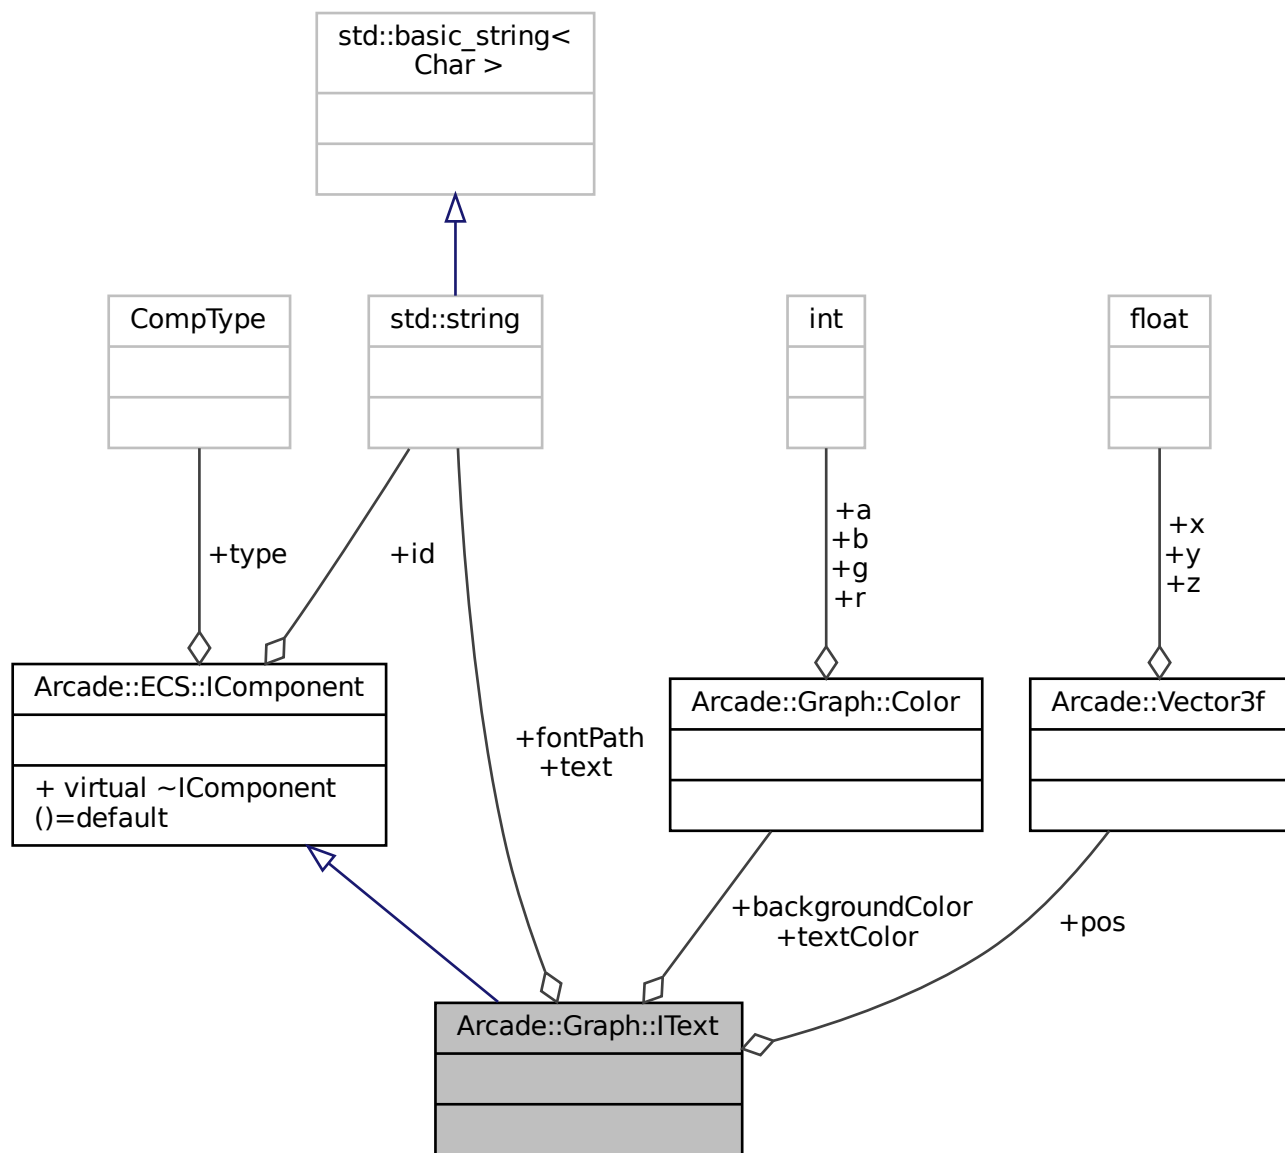 std::basic_string<
Char >
CompType
std::string
int
float
+a
+b
+g
+r
+x
+y
+z
+type
+id
Arcade::ECS::IComponent
+ virtual ~IComponent
()=default
+fontPath
+text
Arcade::Graph::Color
Arcade::Vector3f
+backgroundColor
+textColor
+pos
Arcade::Graph::IText